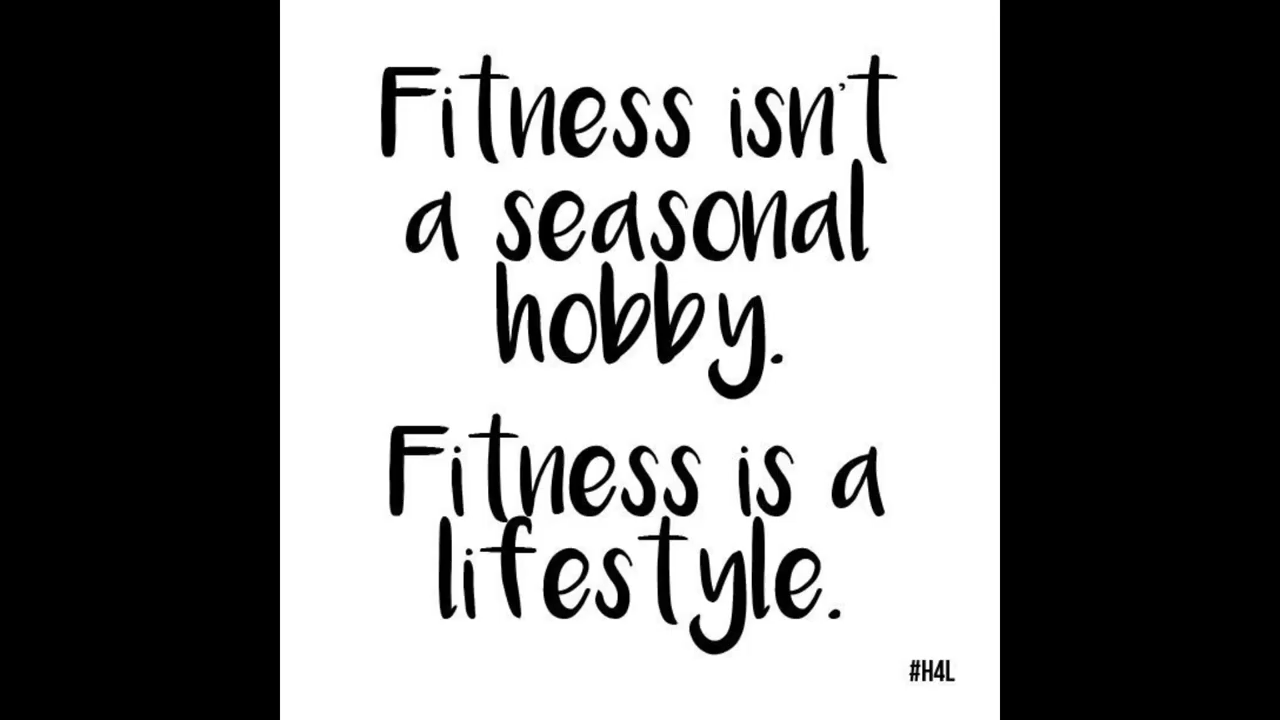 Fitness isn't
a seasonal
hobby.
Fitness is a
lifestyle.
#H4L